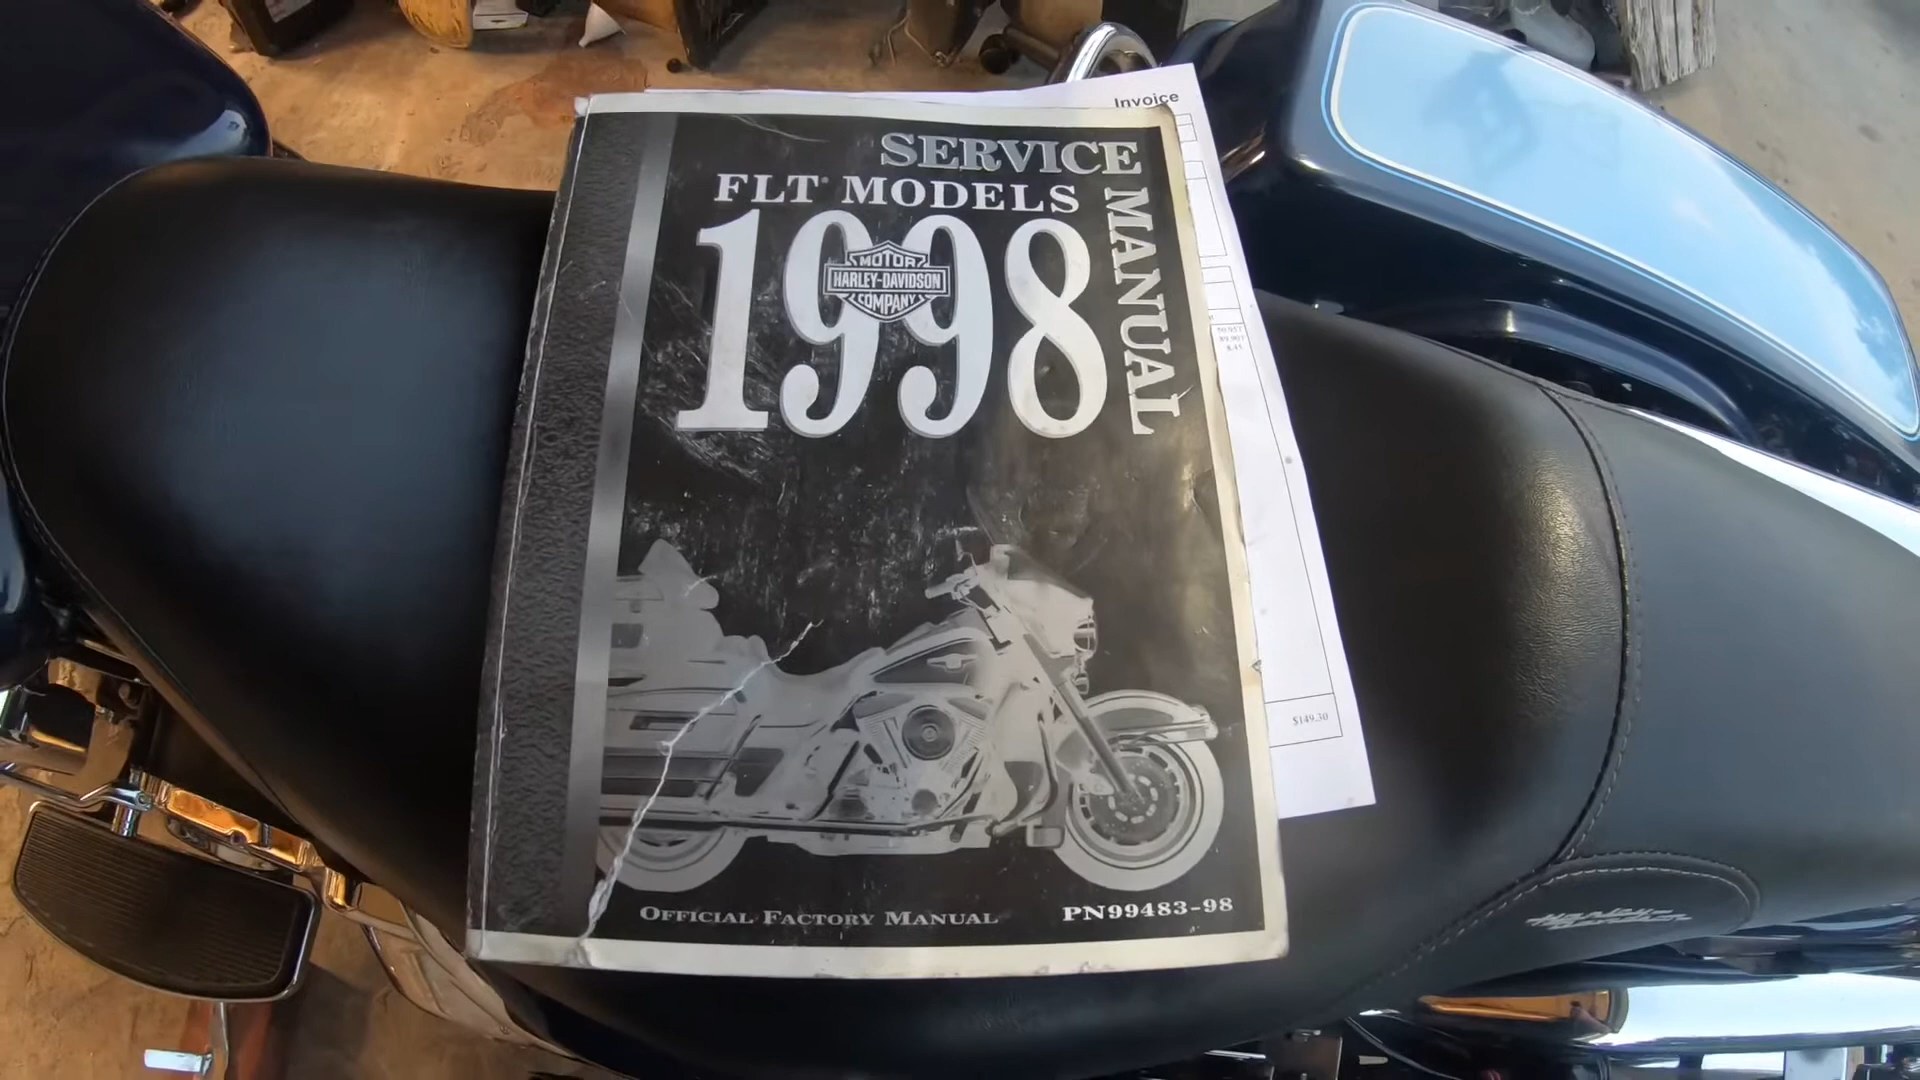 Invoice
SERVICE
MANUAL
FLT MODELS
1998
MOTOR
HARLEY-DAVIDSON
COMPANY
$149.30
OFFICIAL FACTORY MANUAL
PN99483-98